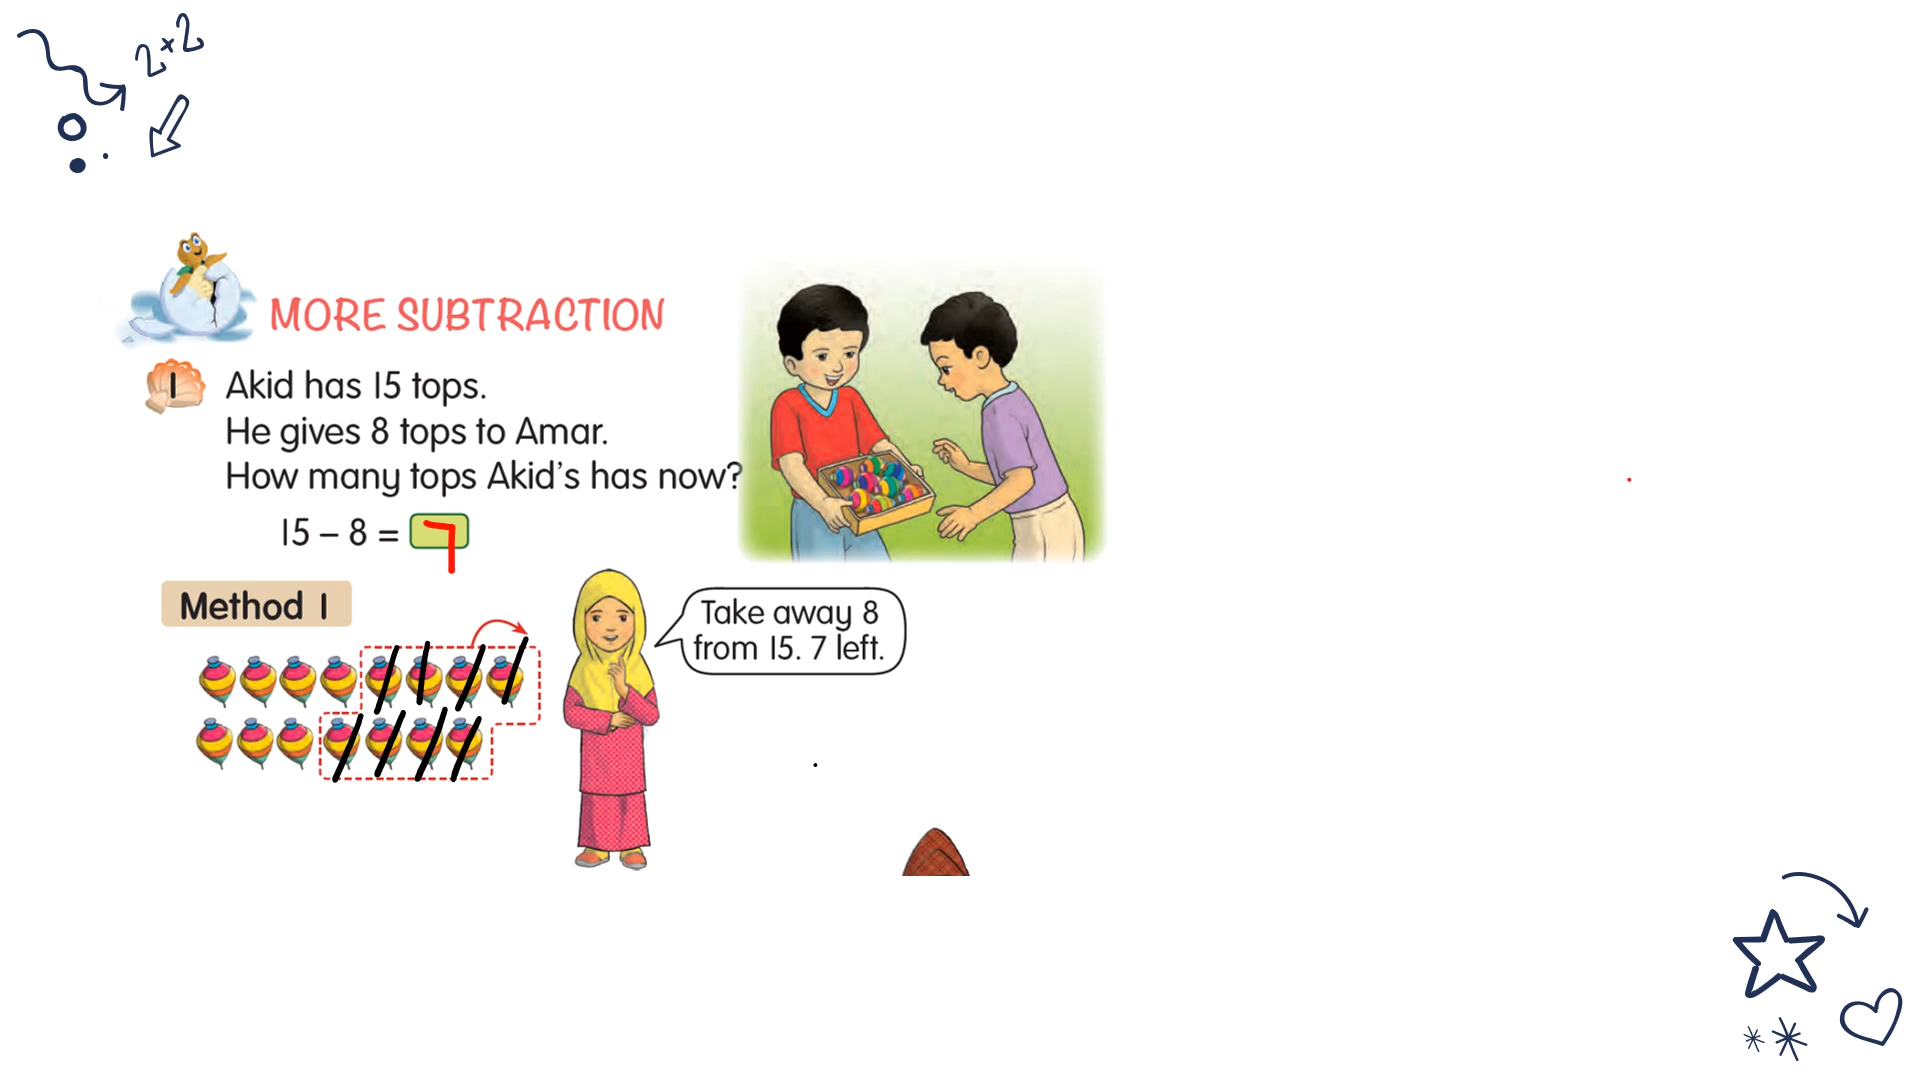 2×2
MORE SUBTRACTION
1 Akid has 15 tops.
He gives 8 tops to Amar.
How many tops Akid's has now?
15 – 8 = 7
Method 1
Take away 8
from 15. 7 left.